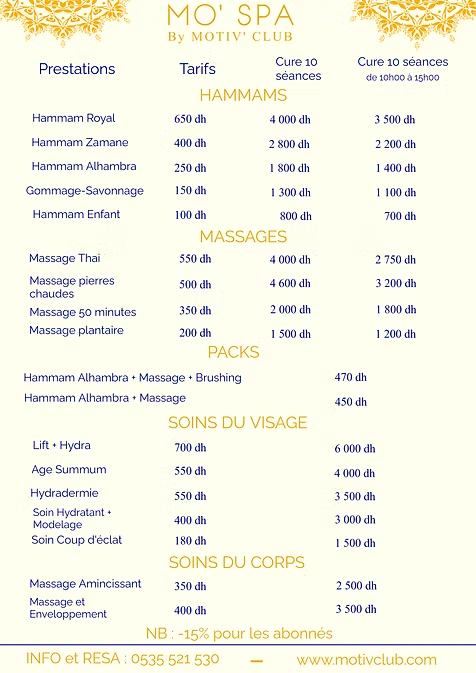 MO' SPA
By MOTIV' CLUB
Prestations Tarifs Cure 10 séances Cure 10 séances de 10h00 à 15h00
HAMMAMS
Hammam Royal 650 dh 4 000 dh 3 500 dh
Hammam Zamane 400 dh 2 800 dh 2 200 dh
Hammam Alhambra 250 dh 1 800 dh 1 400 dh
Gommage-Savonnage 150 dh 1 300 dh 1 100 dh
Hammam Enfant 100 dh 800 dh 700 dh
MASSAGES
Massage Thai 550 dh 4 000 dh 2 750 dh
Massage pierres chaudes 500 dh 4 600 dh 3 200 dh
Massage 50 minutes 350 dh 2 000 dh 1 800 dh
Massage plantaire 200 dh 1 500 dh 1 200 dh
PACKS
Hammam Alhambra + Massage + Brushing 470 dh
Hammam Alhambra + Massage 450 dh
SOINS DU VISAGE
Lift + Hydra 700 dh 6 000 dh
Age Summum 550 dh 4 000 dh
Hydradermie 550 dh 3 500 dh
Soin Hydratant + Modelage 400 dh 3 000 dh
Soin Coup d'éclat 180 dh 1 500 dh
SOINS DU CORPS
Massage Amincissant 350 dh 2 500 dh
Massage et Enveloppement 400 dh 3 500 dh
NB : -15% pour les abonnés
INFO et RESA : 0535 521 530 – www.motivclub.com